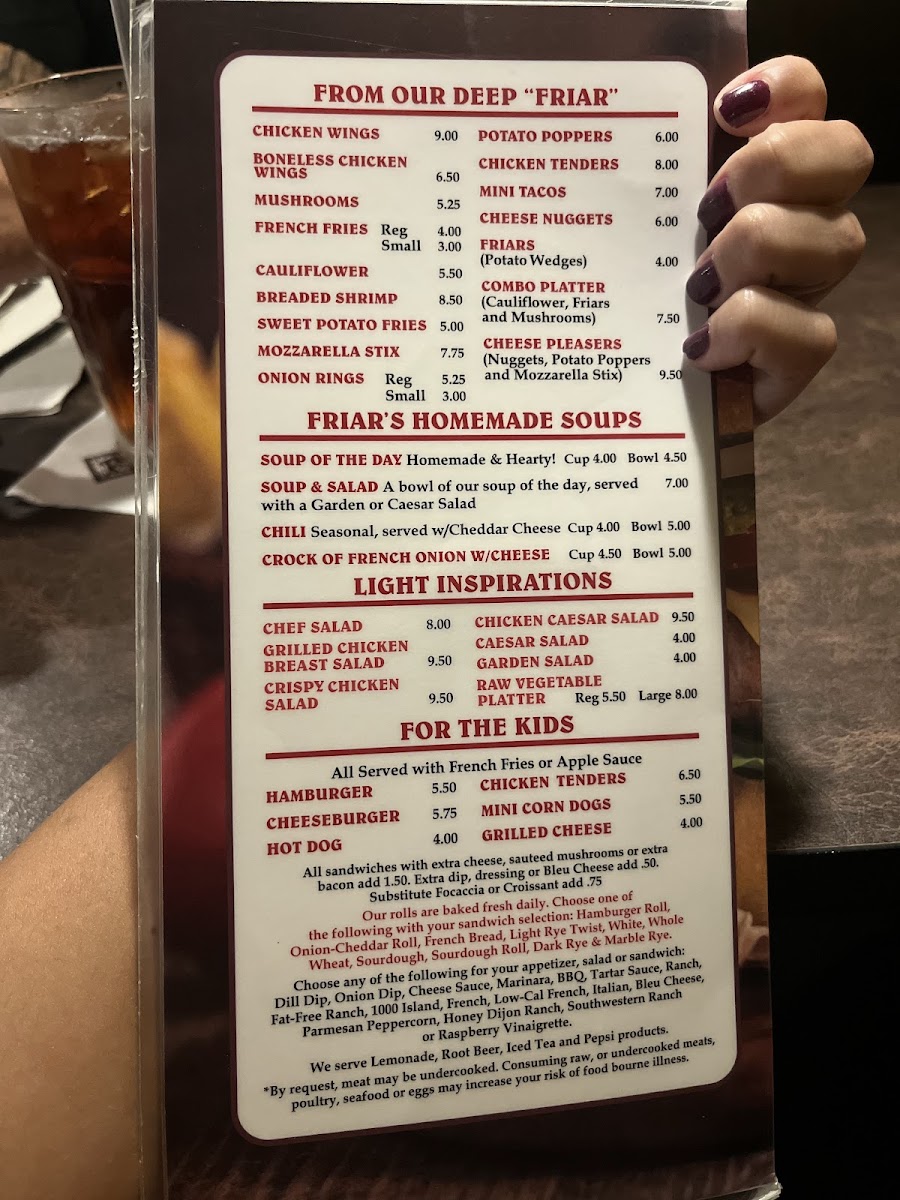 FROM OUR DEEP "FRIAR"
CHICKEN WINGS 9.00
BONELESS CHICKEN
WINGS 6.50
MUSHROOMS 5.25
FRENCH FRIES Reg 4.00
Small 3.00
CAULIFLOWER 5.50
BREADED SHRIMP 8.50
SWEET POTATO FRIES 5.00
MOZZARELLA STIX 7.75
ONION RINGS Reg 5.25
Small 3.00
POTATO POPPERS 6.00
CHICKEN TENDERS 8.00
MINI TACOS 7.00
CHEESE NUGGETS 6.00
FRIARS
(Potato Wedges) 4.00
COMBO PLATTER
(Cauliflower, Friars
and Mushrooms) 7.50
CHEESE PLEASERS
(Nuggets, Potato Poppers
and Mozzarella Stix) 9.50
FRIAR'S HOMEMADE SOUPS
SOUP OF THE DAY Homemade & Hearty! Cup 4.00 Bowl 4.50
SOUP & SALAD A bowl of our soup of the day, served 7.00
with a Garden or Caesar Salad
CHILI Seasonal, served w/Cheddar Cheese Cup 4.00 Bowl 5.00
CROCK OF FRENCH ONION W/CHEESE Cup 4.50 Bowl 5.00
LIGHT INSPIRATIONS
CHEF SALAD 8.00
GRILLED CHICKEN
BREAST SALAD 9.50
CRISPY CHICKEN
SALAD 9.50
CHICKEN CAESAR SALAD 9.50
CAESAR SALAD 4.00
GARDEN SALAD 4.00
RAW VEGETABLE
PLATTER Reg 5.50 Large 8.00
FOR THE KIDS
All Served with French Fries or Apple Sauce
HAMBURGER 5.50
CHEESEBURGER 5.75
HOT DOG 4.00
CHICKEN TENDERS 6.50
MINI CORN DOGS 5.50
GRILLED CHEESE 4.00
All sandwiches with extra cheese, sauteed mushrooms or extra
bacon add 1.50. Extra dip, dressing or Bleu Cheese add .50.
Substitute Focaccia or Croissant add .75
Our rolls are baked fresh daily. Choose one of
the following with your sandwich selection: Hamburger Roll,
Onion-Cheddar Roll, French Bread, Light Rye Twist, White, Whole
Wheat, Sourdough, Sourdough Roll, Dark Rye & Marble Rye.
Choose any of the following for your appetizer, salad or sandwich:
Dill Dip, Onion Dip, Cheese Sauce, Marinara, BBQ, Tartar Sauce, Ranch,
Fat-Free Ranch, 1000 Island, French, Low-Cal French, Italian, Bleu Cheese,
Parmesan Peppercorn, Honey Dijon Ranch, Southwestern Ranch
or Raspberry Vinaigrette.
We serve Lemonade, Root Beer, Iced Tea and Pepsi products.
*By request, meat may be undercooked. Consuming raw, or undercooked meats,
poultry, seafood or eggs may increase your risk of food bourne illness.